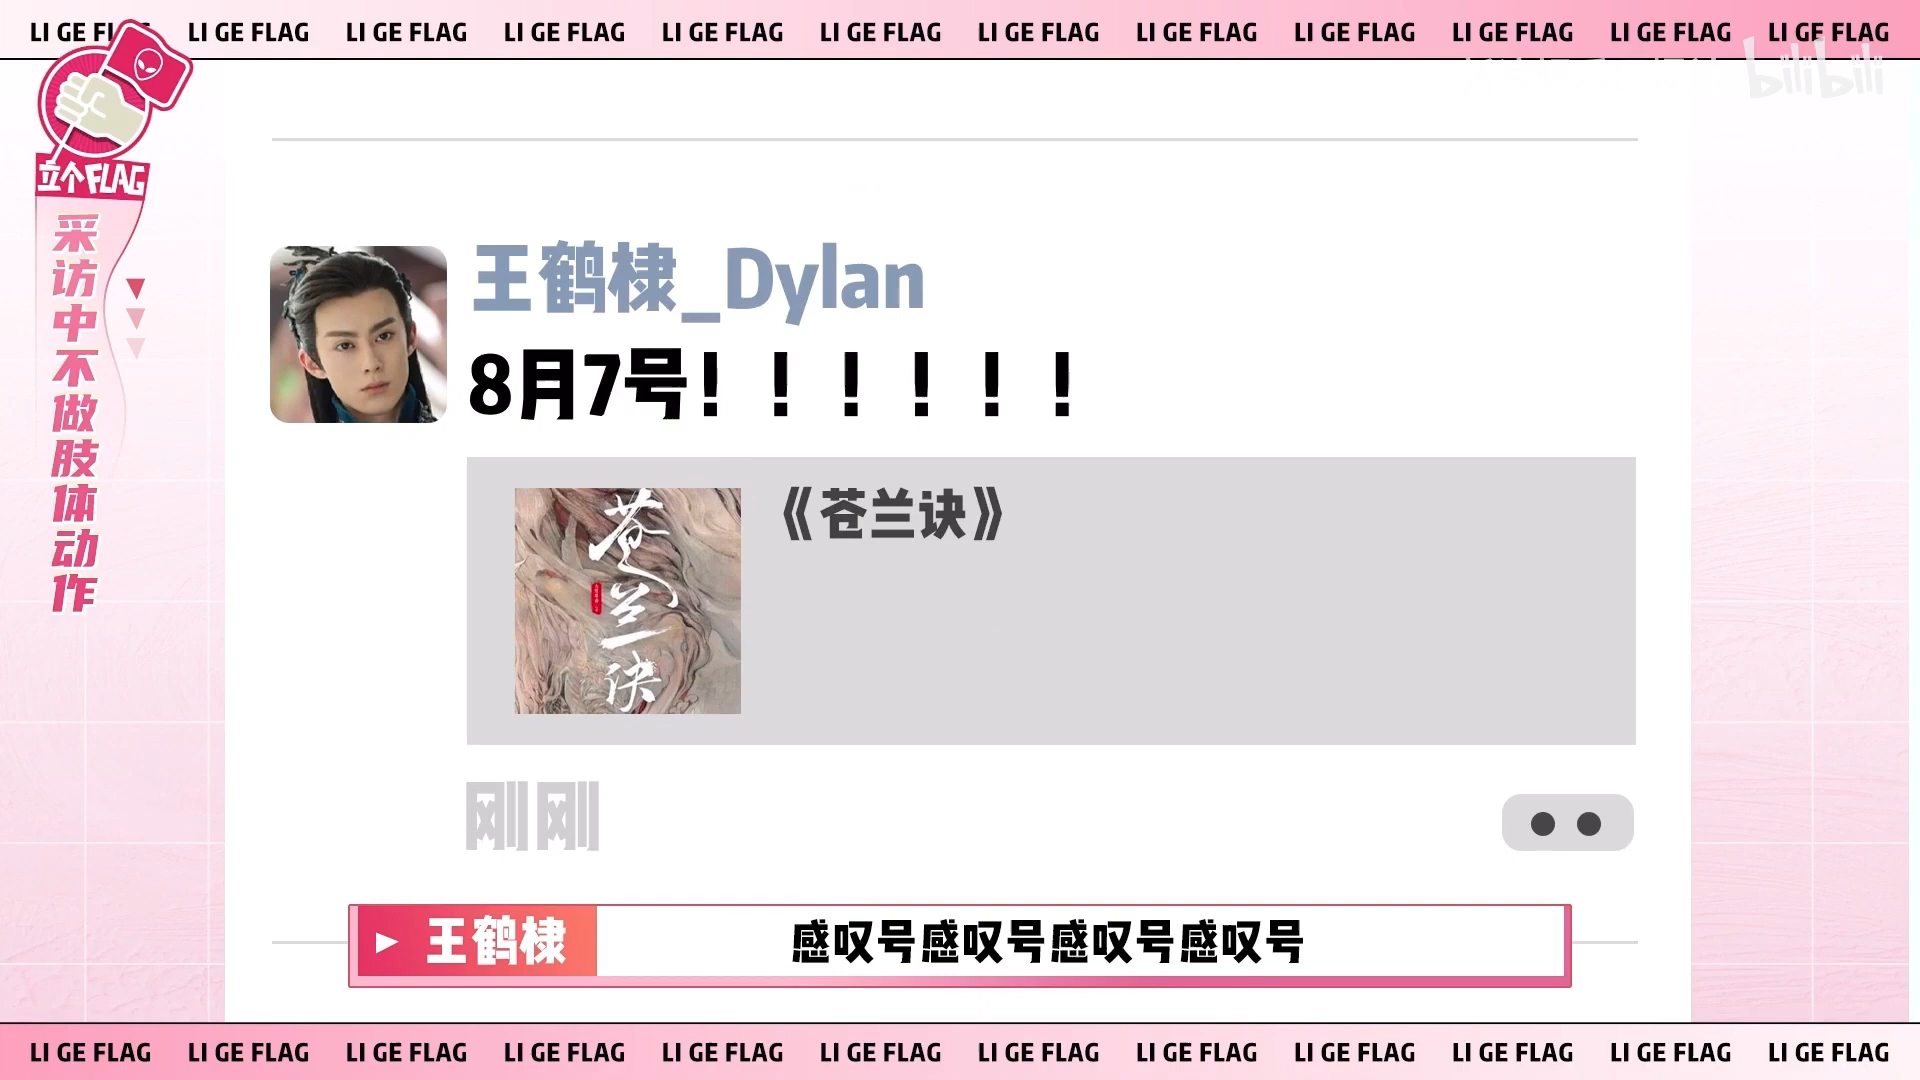 LI GE FLAG LI GE FLAG LI GE FLAG LI GE FLAG LI GE FLAG LI GE FLAG LI GE FLAG LI GE FLAG LI GE FLAG LI GE FLAG LI GE FLAG
bilibili
立个FLAG
采访中不做肢体动作
王鹤棣_Dylan
8月7号！！！！！！
苍兰诀
《苍兰诀》
刚刚
王鹤棣
感叹号感叹号感叹号感叹号
LI GE FLAG LI GE FLAG LI GE FLAG LI GE FLAG LI GE FLAG LI GE FLAG LI GE FLAG LI GE FLAG LI GE FLAG LI GE FLAG LI GE FLAG LI GE FLAG